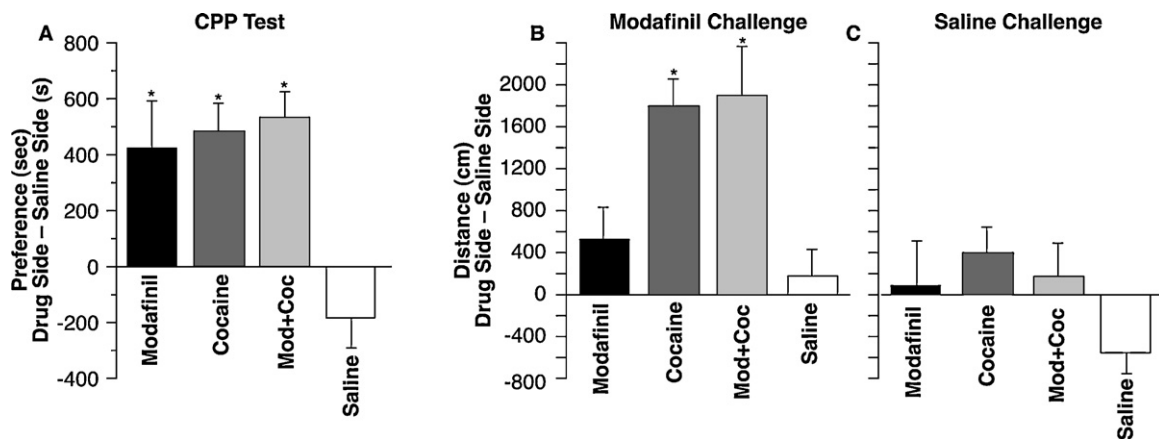 A
CPP Test
800
600
400
200
0
-200
-400
Preference (sec)
Drug Side – Saline Side (s)
*
*
*
Modafinil
Cocaine
Mod+Coc
Saline
B
Modafinil Challenge
2000
1600
1200
800
400
0
-400
-800
Distance (cm)
Drug Side – Saline Side
*
*
Modafinil
Cocaine
Mod+Coc
Saline
C
Saline Challenge
Modafinil
Cocaine
Mod+Coc
Saline